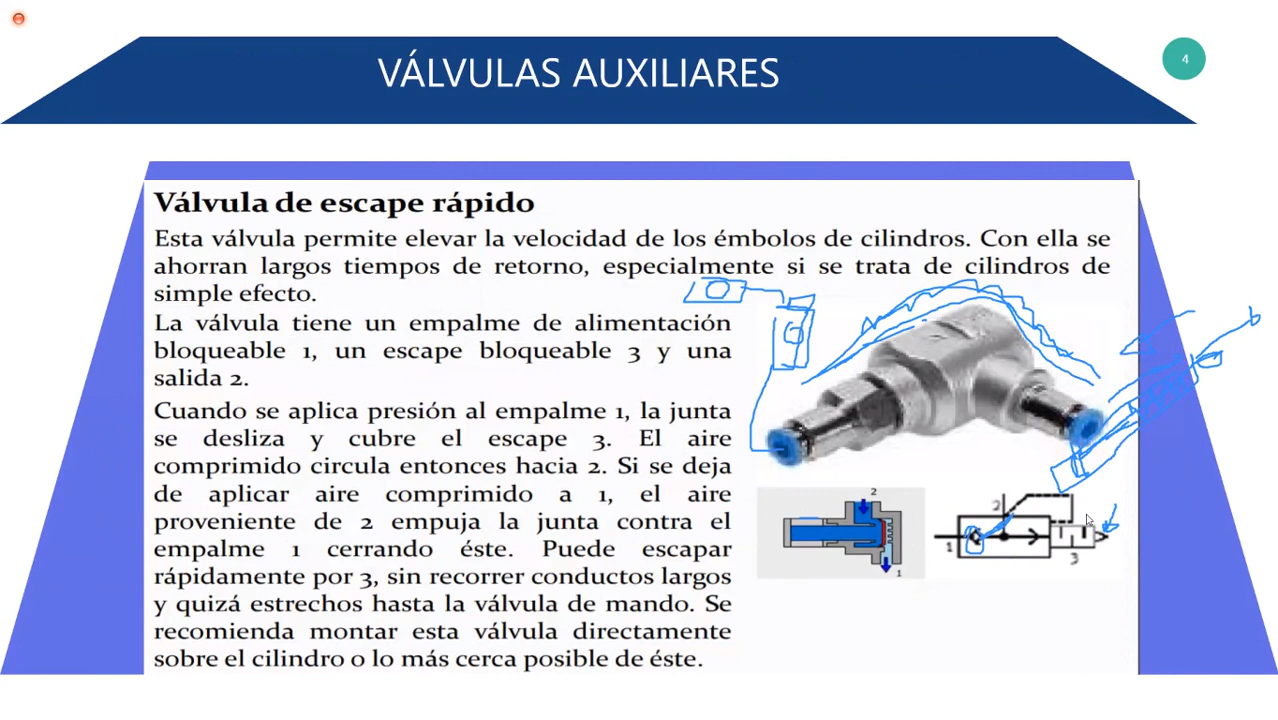 VÁLVULAS AUXILIARES
4
Válvula de escape rápido
Esta válvula permite elevar la velocidad de los émbolos de cilindros. Con ella se
ahorran largos tiempos de retorno, especialmente si se trata de cilindros de
simple efecto.
La válvula tiene un empalme de alimentación
bloqueable 1, un escape bloqueable 3 y una
salida 2.
Cuando se aplica presión al empalme 1, la junta
se desliza y cubre el escape 3. El aire
comprimido circula entonces hacia 2. Si se deja
de aplicar aire comprimido a 1, el aire
proveniente de 2 empuja la junta contra el
empalme 1 cerrando éste. Puede escapar
rápidamente por 3, sin recorrer conductos largos
y quizá estrechos hasta la válvula de mando. Se
recomienda montar esta válvula directamente
sobre el cilindro o lo más cerca posible de éste.
2
1
2
1
3